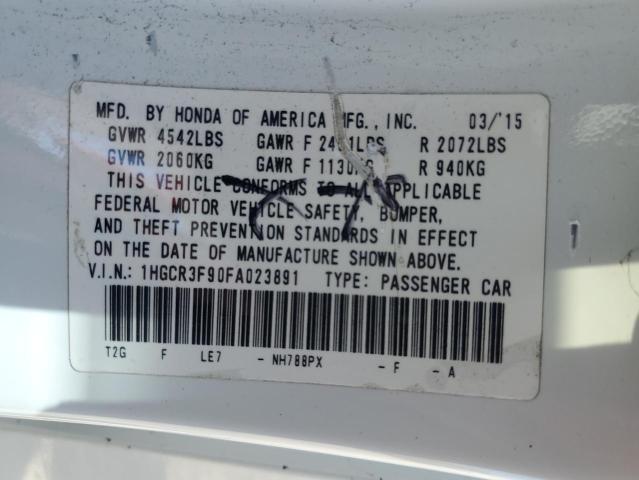 MFD. BY HONDA OF AMERICA MFG., INC. 03/'15
GVWR 4542LBS GAWR F LBS R 2072LBS
GVWR 2060KG GAWR F 1130KG R 940KG
THIS VEHICLE CONFORMS TO ALL APPLICABLE
FEDERAL MOTOR VEHICLE SAFETY, BUMPER,
AND THEFT PREVENTION STANDARDS IN EFFECT
ON THE DATE OF MANUFACTURE SHOWN ABOVE.
V.I.N.: 1HGCR3F90FA023891 TYPE: PASSENGER CAR
T2G F LE7 - NH788PX - F - A